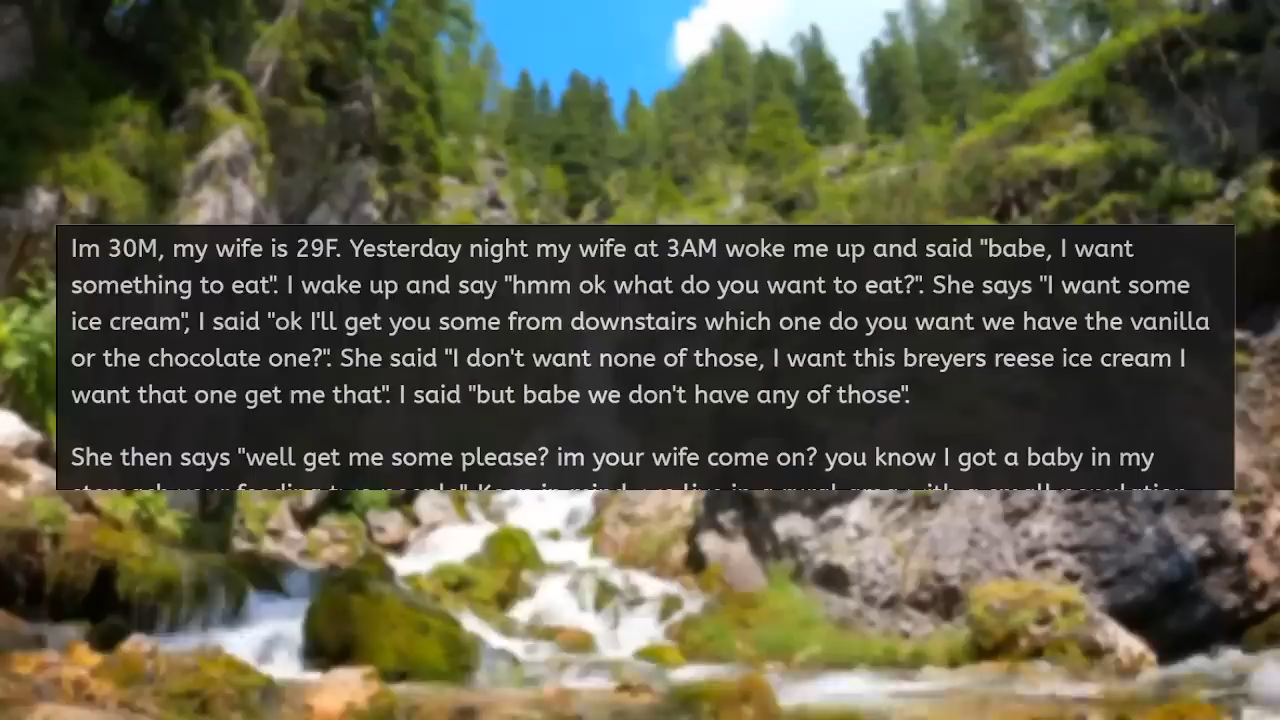 Im 30M, my wife is 29F. Yesterday night my wife at 3AM woke me up and said "babe, I want
something to eat". I wake up and say "hmm ok what do you want to eat?". She says "I want some
ice cream", I said "ok I'll get you some from downstairs which one do you want we have the vanilla
or the chocolate one?". She said "I don't want none of those, I want this breyers reese ice cream I
want that one get me that". I said "but babe we don't have any of those".
She then says "well get me some please? im your wife come on? you know I got a baby in my